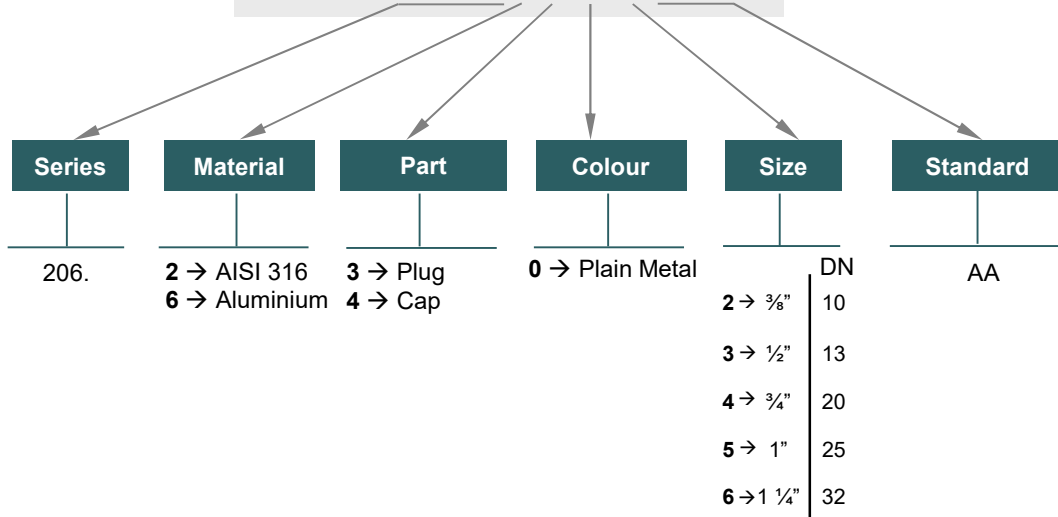 Series Material Part Colour Size Standard
206. 2 → AISI 316 3 → Plug 0 → Plain Metal DN AA
6 → Aluminium 4 → Cap
2 → ⅜” 10
3 → ½” 13
4 → ¾” 20
5 → 1” 25
6 →1 ¼” 32